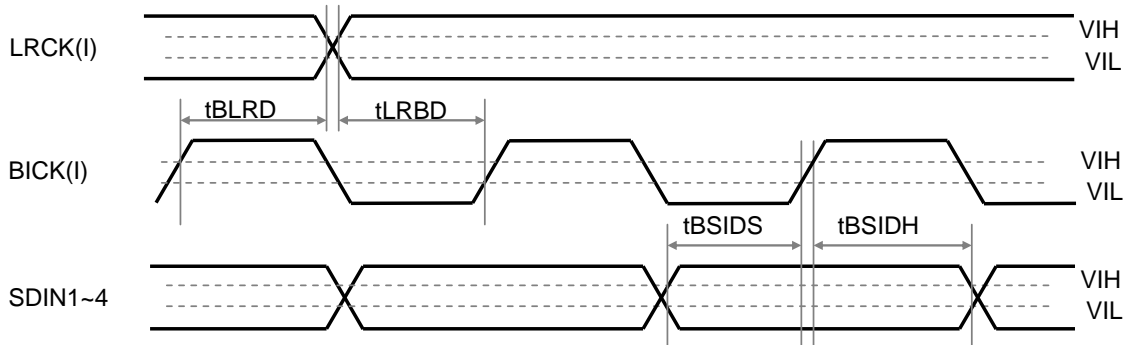 LRCK(I)
VIH
VIL
tBLRD
tLRBD
BICK(I)
VIH
VIL
tBSIDS
tBSIDH
SDIN1~4
VIH
VIL